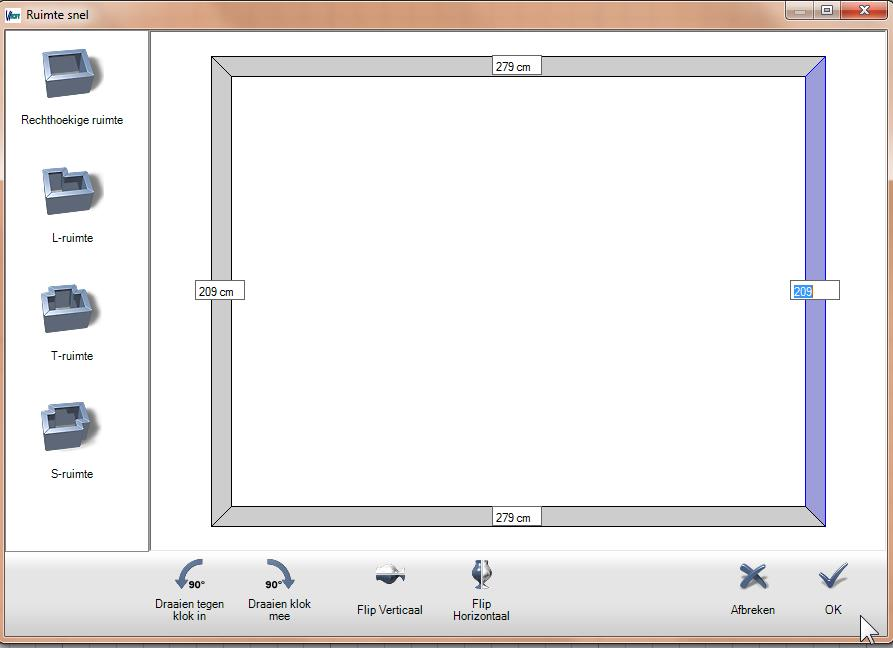 Ruimte snel
Rechthoekige ruimte
L-ruimte
T-ruimte
S-ruimte
279 cm
209 cm
209
279 cm
90°
Draaien tegen
klok in
90°
Draaien klok
mee
Flip Verticaal
Flip
Horizontaal
Afbreken
OK